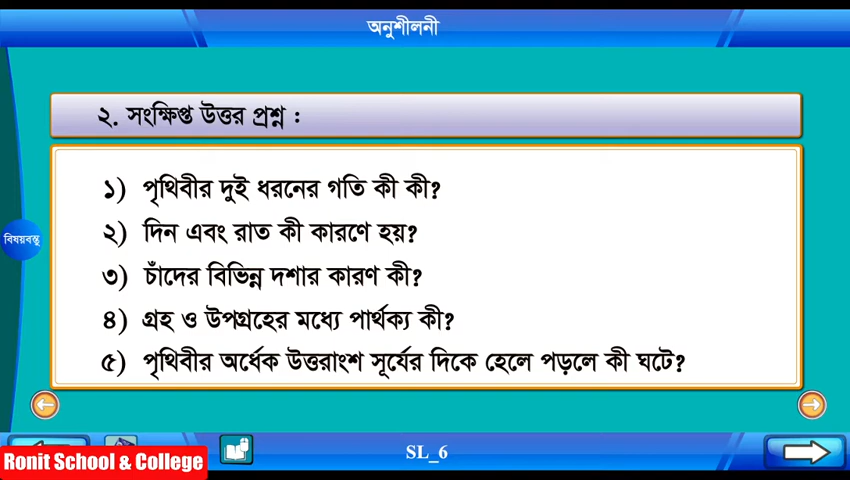 অনুশীলনী
২. সংক্ষিপ্ত উত্তর প্রশ্ন :
১) পৃথিবীর দুই ধরনের গতি কী কী?
২) দিন এবং রাত কী কারণে হয়?
৩) চাঁদের বিভিন্ন দশার কারণ কী?
৪) গ্রহ ও উপগ্রহের মধ্যে পার্থক্য কী?
৫) পৃথিবীর অর্ধেক উত্তরাংশ সূর্যের দিকে হেলে পড়লে কী ঘটে?
বিষয়বস্তু
SL_6
Ronit School & College